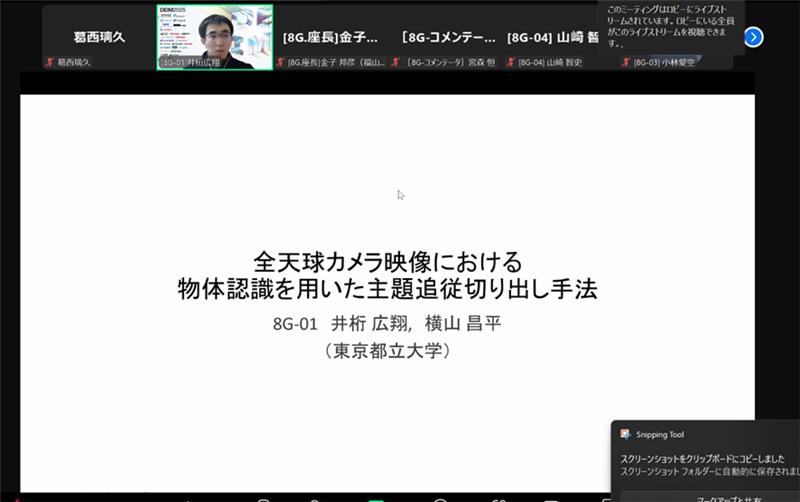 葛西璃久
[8G.座長]金子...
[8G-コメンテー...
[8G-04] 山﨑 智
このミーティングはロビーにライブスト
リームされています。ロビーにいる全員
がこのライブストリームを視聴できま
す。
DEIM2025
葛西璃久
[8G-01] 井桁広翔
[8G.座長]金子 邦彦（福山...
[8G-コメンテータ] 宮森 恒
[8G-04] 山﨑 智史
[8G-03] 小林愛空
全天球カメラ映像における
物体認識を用いた主題追従切り出し手法
8G-01 井桁 広翔, 横山 昌平
（東京都立大学）
Snipping Tool
スクリーンショットをクリップボードにコピーしました
スクリーンショット フォルダーに自動的に保存されまし
マークアップと共有